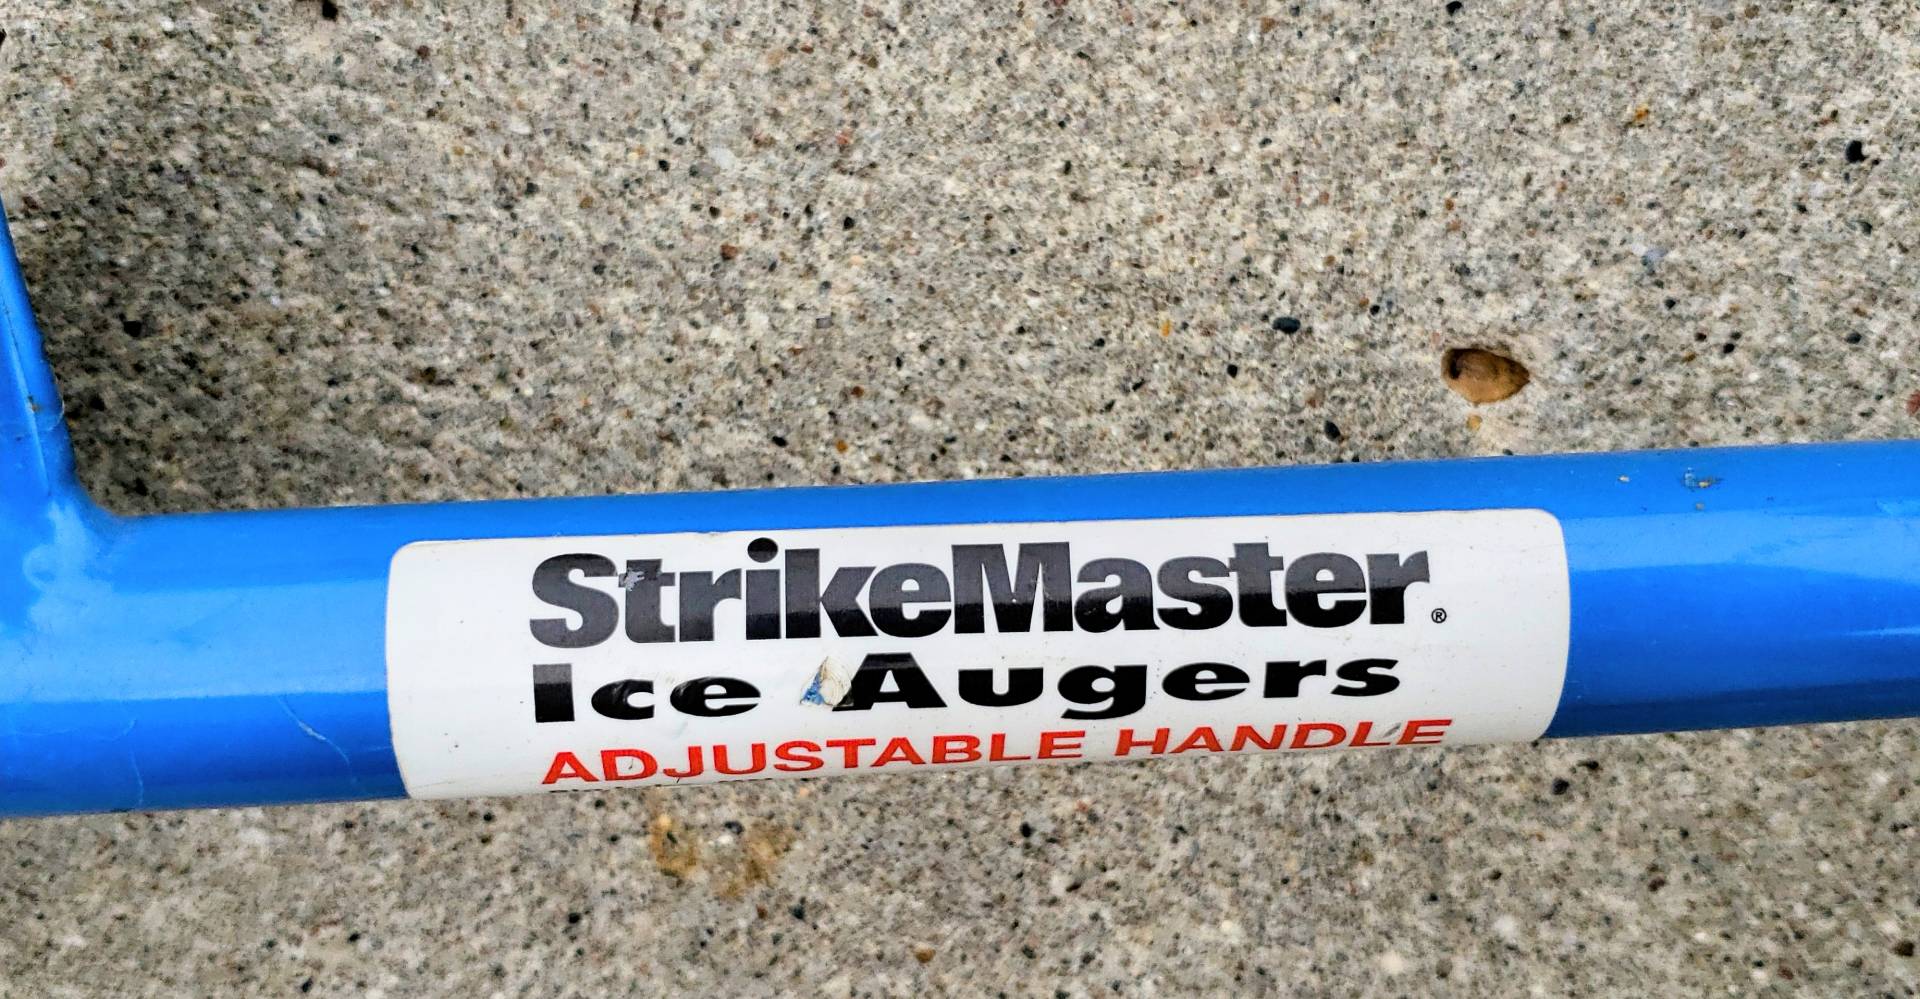 StrikeMaster®
Ice Augers
ADJUSTABLE HANDLE